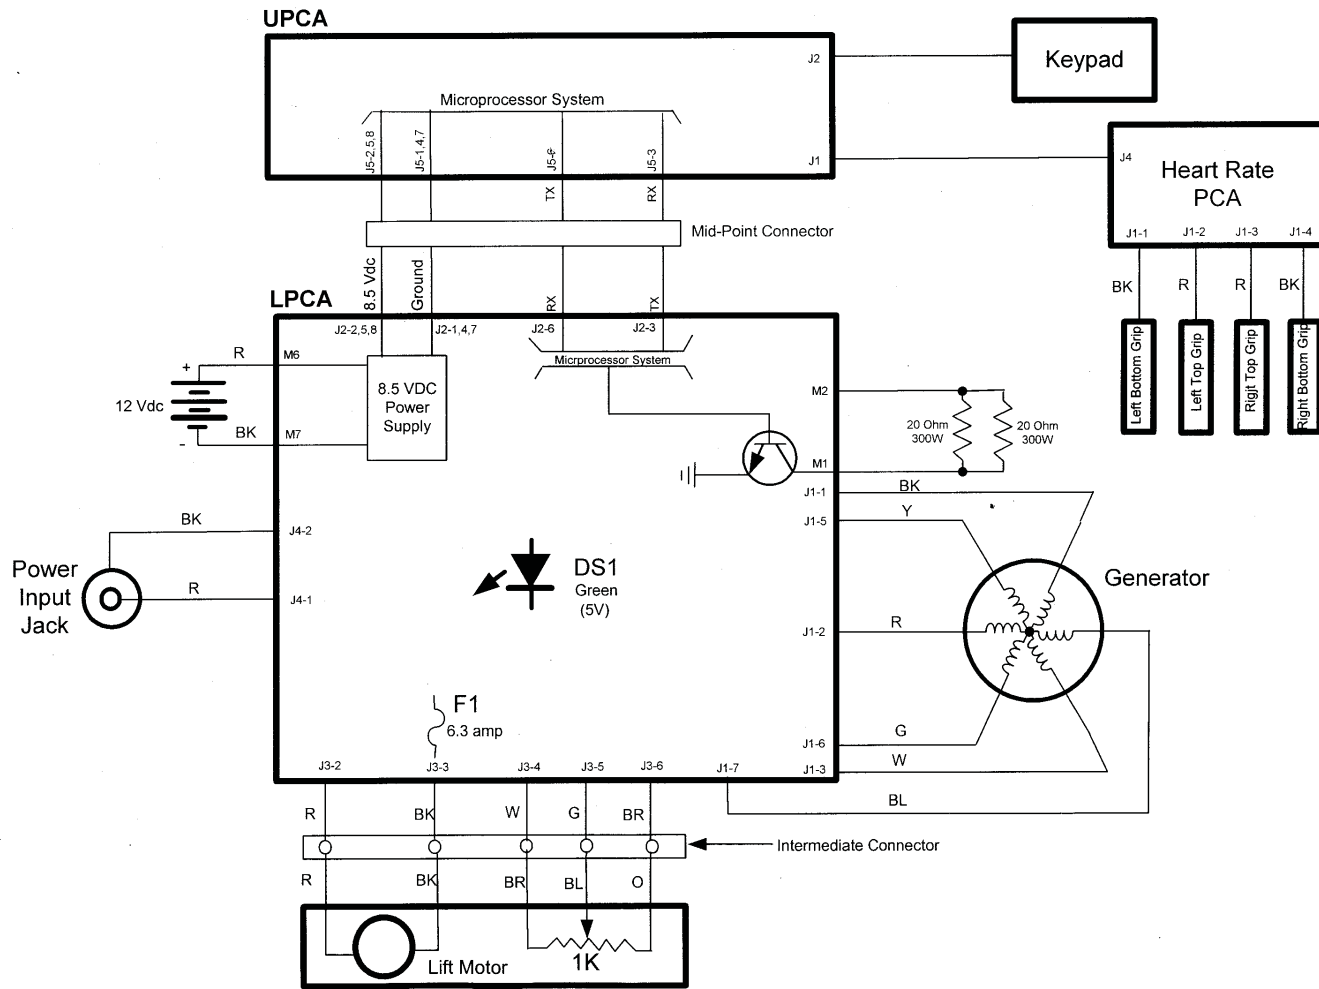 UPCA
J2
Keypad
Microprocessor System
J5-2,5,8
J5-1,4,7
J5-6
J5-3
J1
J4
Heart Rate
PCA
TX
RX
Mid-Point Connector
J1-1
J1-2
J1-3
J1-4
BK
R
R
BK
8.5 Vdc
Ground
RX
TX
LPCA
J2-2,5,8
J2-1,4,7
J2-6
J2-3
Left Bottom Grip
Left Top Grip
Rigjt Top Grip
Right Bottom Grip
R
M6
Micrprocessor System
+
12 Vdc
-
8.5 VDC
Power
Supply
M2
20 Ohm
300W
20 Ohm
300W
BK
M7
M1
J1-1
BK
J1-5
Y
BK
J4-2
Power
Input
Jack
R
J4-1
DS1
Green
(5V)
Generator
J1-2
R
F1
6.3 amp
J1-6
G
J1-3
W
J3-2
J3-3
J3-4
J3-5
J3-6
J1-7
BL
R
BK
W
G
BR
Intermediate Connector
R
BK
BR
BL
O
Lift Motor
1K